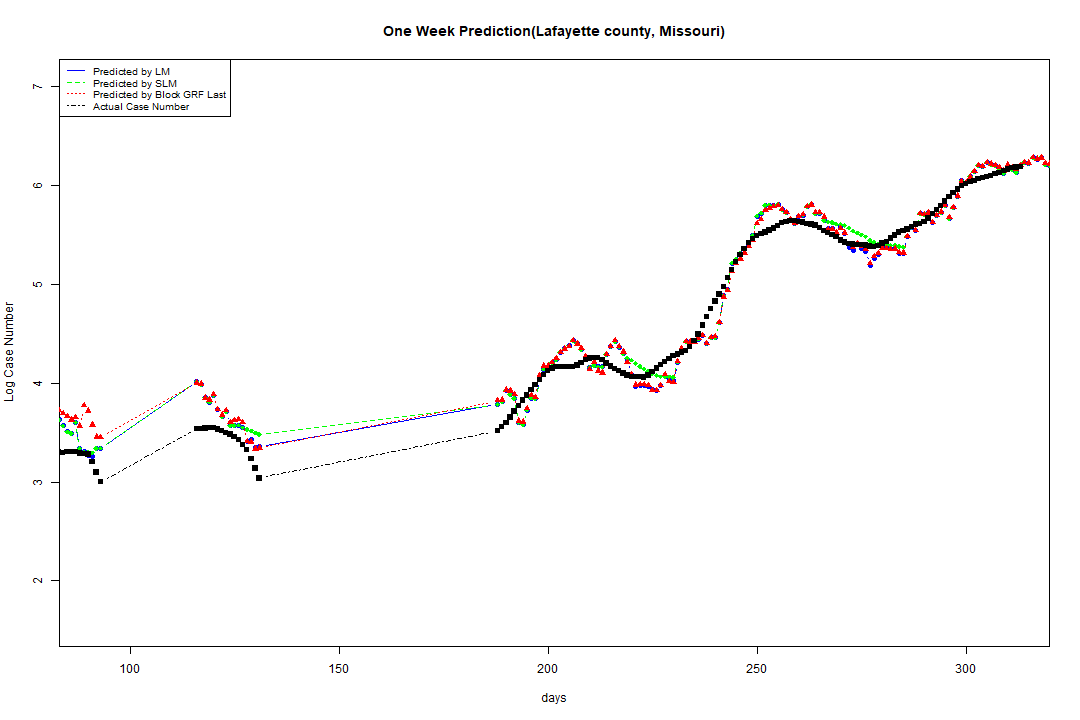 One Week Prediction(Lafayette county, Missouri)
Predicted by LM
Predicted by SLM
Predicted by Block GRF Last
Actual Case Number
7
6
5
4
3
2
Log Case Number
100 150 200 250 300
days